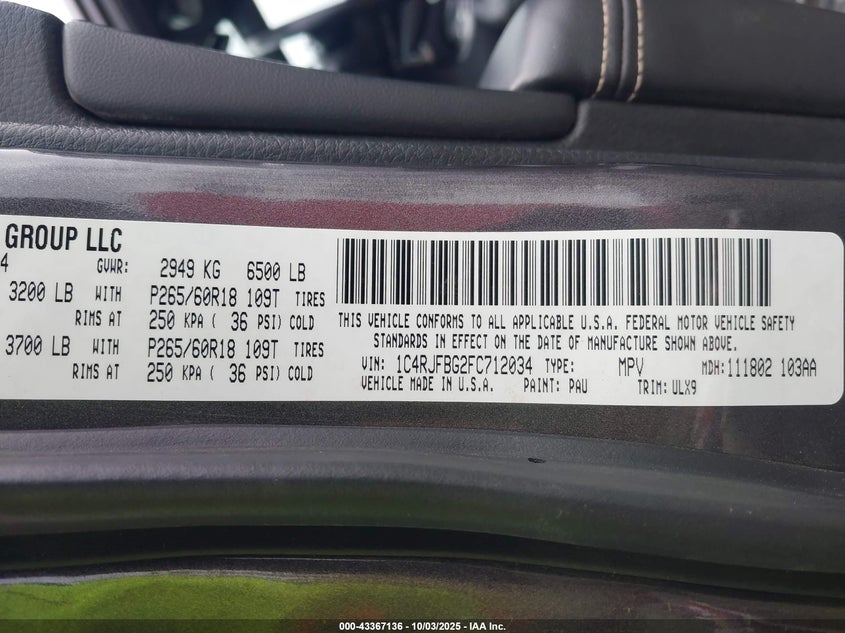 GROUP LLC
4
GVWR: 2949 KG 6500 LB
3200 LB WITH P265/60R18 109T TIRES
RIMS AT 250 KPA ( 36 PSI) COLD
3700 LB WITH P265/60R18 109T TIRES
RIMS AT 250 KPA ( 36 PSI) COLD
THIS VEHICLE CONFORMS TO ALL APPLICABLE U.S.A. FEDERAL MOTOR VEHICLE SAFETY
STANDARDS IN EFFECT ON THE DATE OF MANUFACTURE SHOWN ABOVE.
VIN: 1C4RJFBG2FC712034 TYPE: MPV MDH:111802 103AA
VEHICLE MADE IN U.S.A. PAINT: PAU TRIM: ULX9
000-43367136 - 10/03/2025 - IAA Inc.